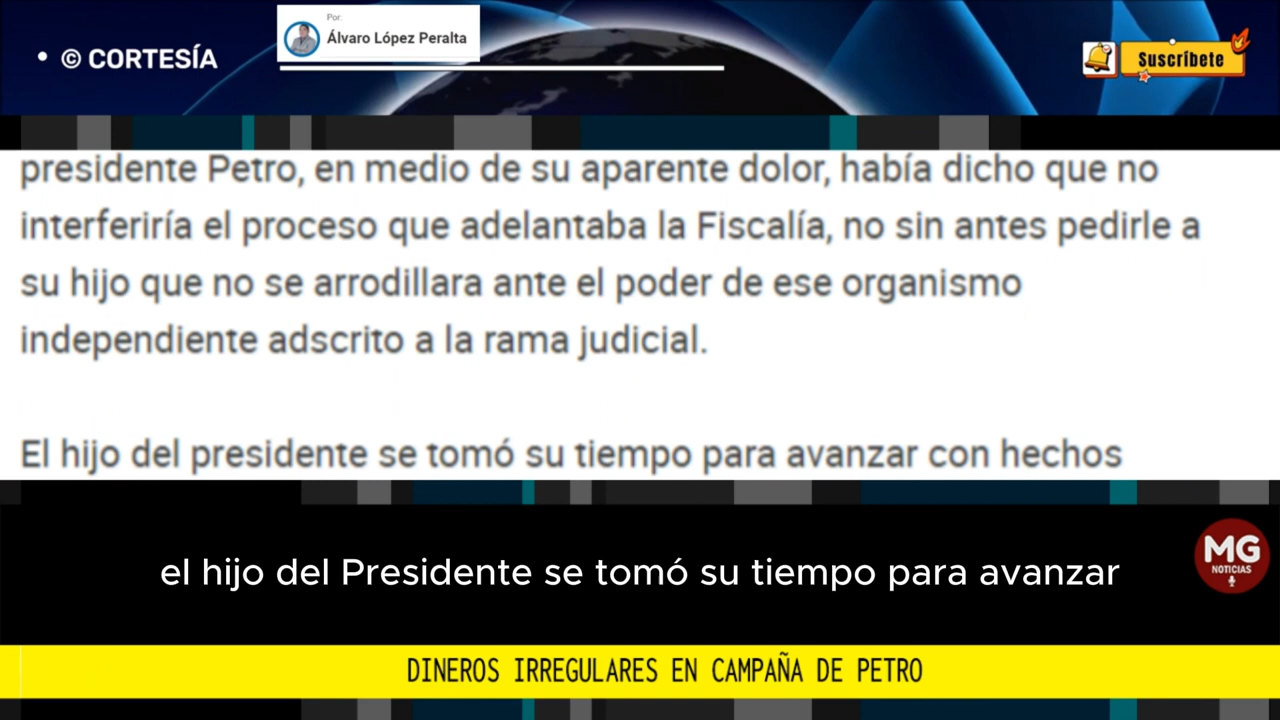 • © CORTESÍA
Por:
Álvaro López Peralta
Suscríbete
presidente Petro, en medio de su aparente dolor, había dicho que no
interferiría el proceso que adelantaba la Fiscalía, no sin antes pedirle a
su hijo que no se arrodillara ante el poder de ese organismo
independiente adscrito a la rama judicial.
El hijo del presidente se tomó su tiempo para avanzar con hechos
el hijo del Presidente se tomó su tiempo para avanzar
MG
NOTICIAS
DINEROS IRREGULARES EN CAMPAÑA DE PETRO